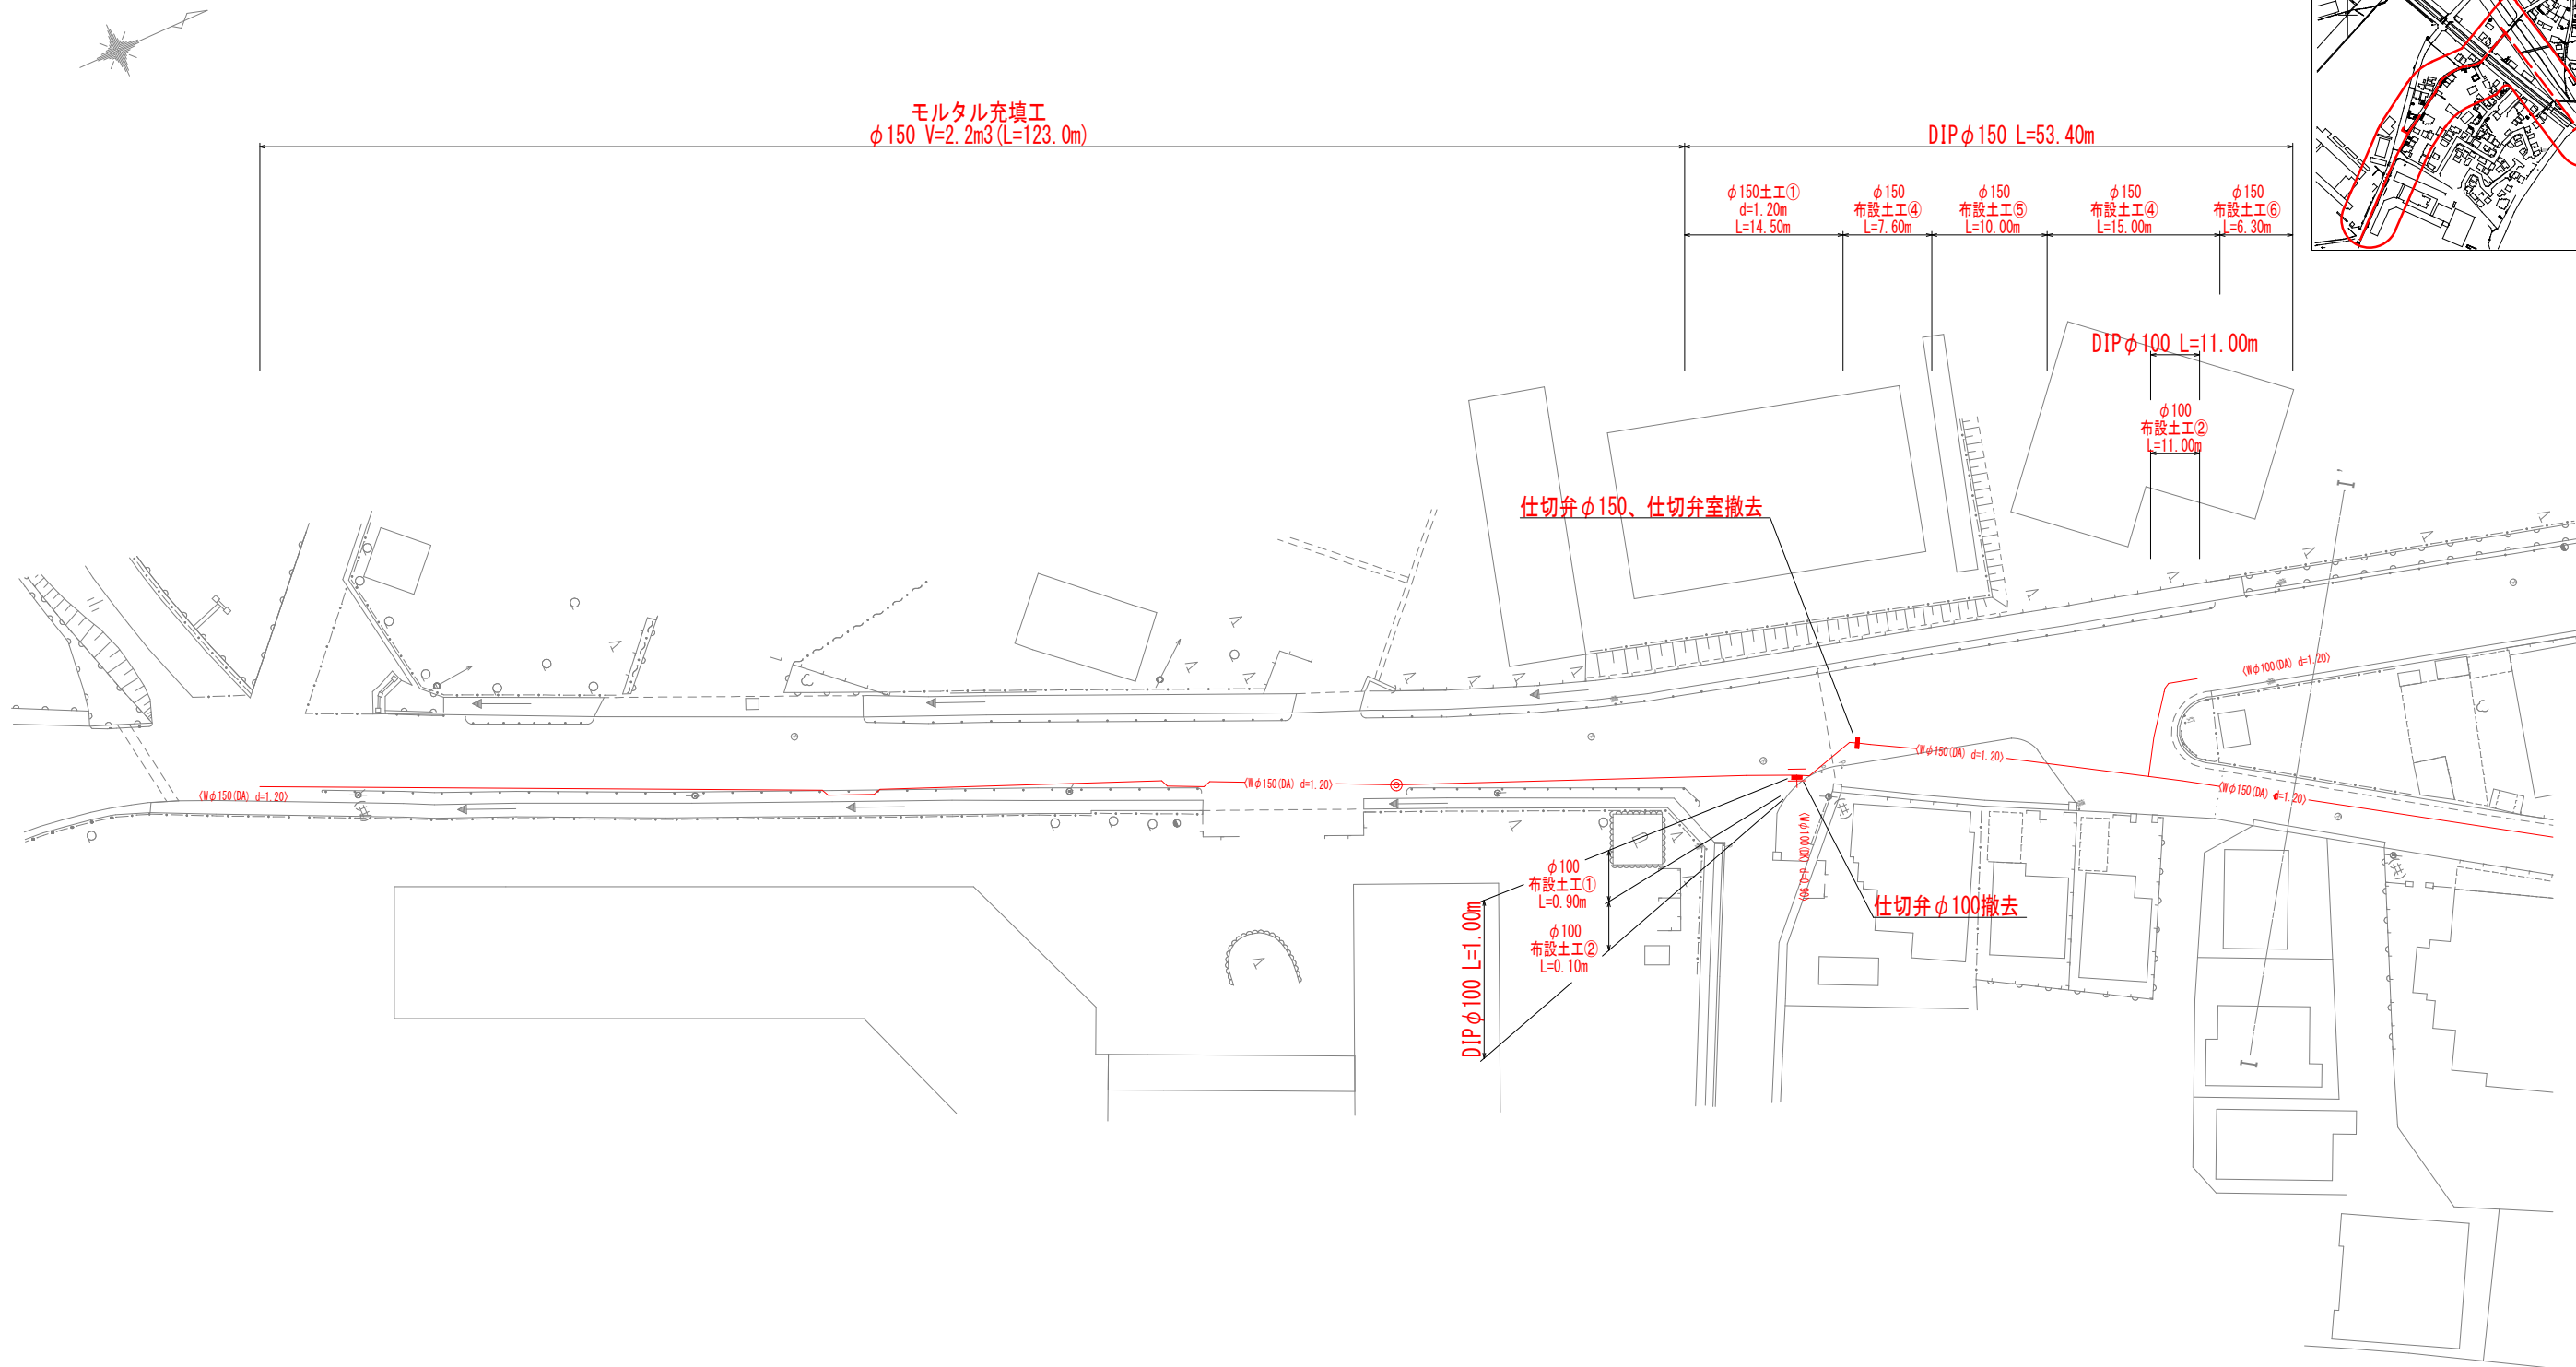 モルタル充填工
φ150 V=2.2m3(L=123.0m)
DIPφ150 L=53.40m
φ150土工①
d=1.20m
L=14.50m
φ150
布設土工④
L=7.60m
φ150
布設土工⑤
L=10.00m
φ150
布設土工④
L=15.00m
φ150
布設土工⑥
L=6.30m
DIPφ100 L=11.00m
φ100
布設土工②
L=11.00m
仕切弁φ150、仕切弁室撤去
(Wφ100(DA) d=1.20)
(Wφ150(DA) d=1.20)
(Wφ150(DA) d=1.20)
(Wφ150(DA) d=1.20)
(Wφ150(DA) d=1.20)
(Wφ100(DK) d=0.90)
φ100
布設土工①
L=0.90m
φ100
布設土工②
L=0.10m
DIPφ100 L=1.00m
仕切弁φ100撤去